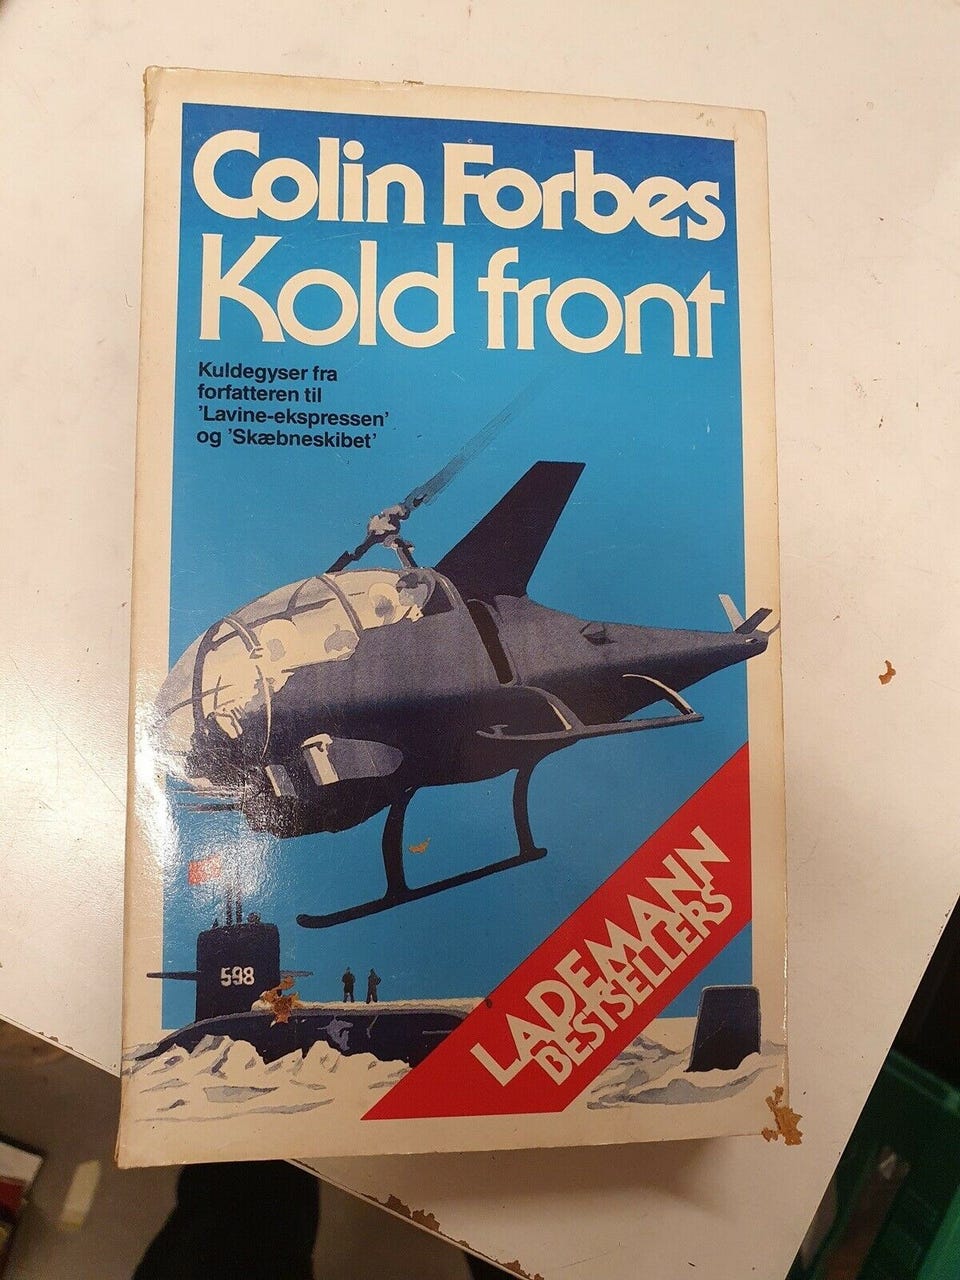 Colin Forbes
Kold front
Kuldegyser fra
forfatteren til
'Lavine-ekspressen'
og 'Skæbneskibet'
598
LADEMANN
BESTSELLERS